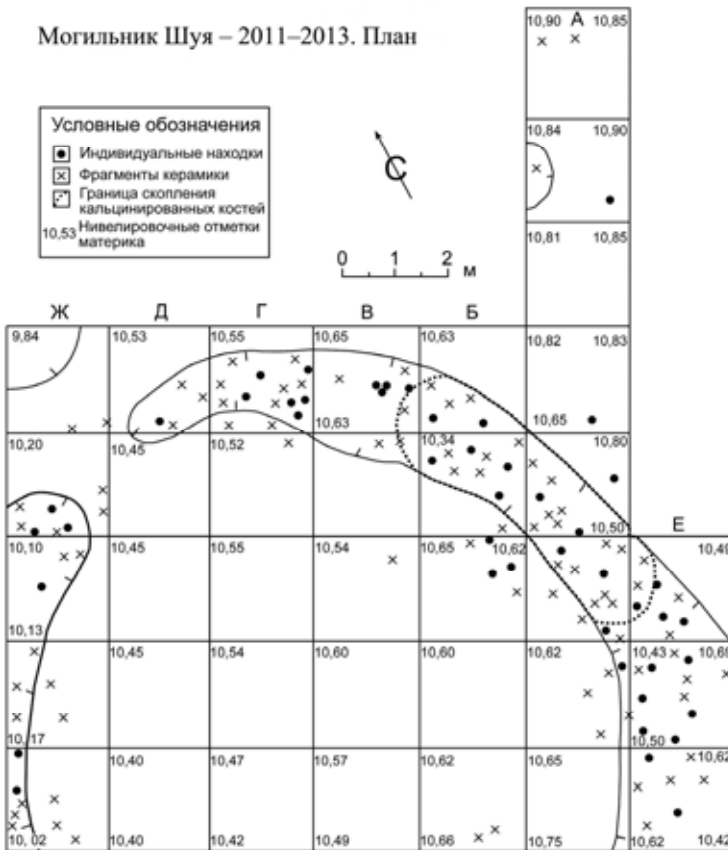 Могильник Шуя – 2011–2013. План
10,90 А 10,85
Условные обозначения
Индивидуальные находки
Фрагменты керамики
Граница скопления
кальцинированных костей
10,53 Нивелировочные отметки
материка
С
0 1 2
м
10,84 10,90
10,81 10,85
Ж Д Г В Б
9,84 10,53 10,55 10,65 10,63 10,82 10,83
10,65
10,63
10,20 10,45 10,52 10,34 10,80
10,50 Е
10,10 10,45 10,55 10,54 10,65 10,62 10,49
10,13
10,45 10,54 10,60 10,60 10,62 10,43 10,69
10,17 10,50
10,40 10,47 10,57 10,62 10,65 10,62
10,02 10,40 10,42 10,49 10,66 10,75 10,62 10,42